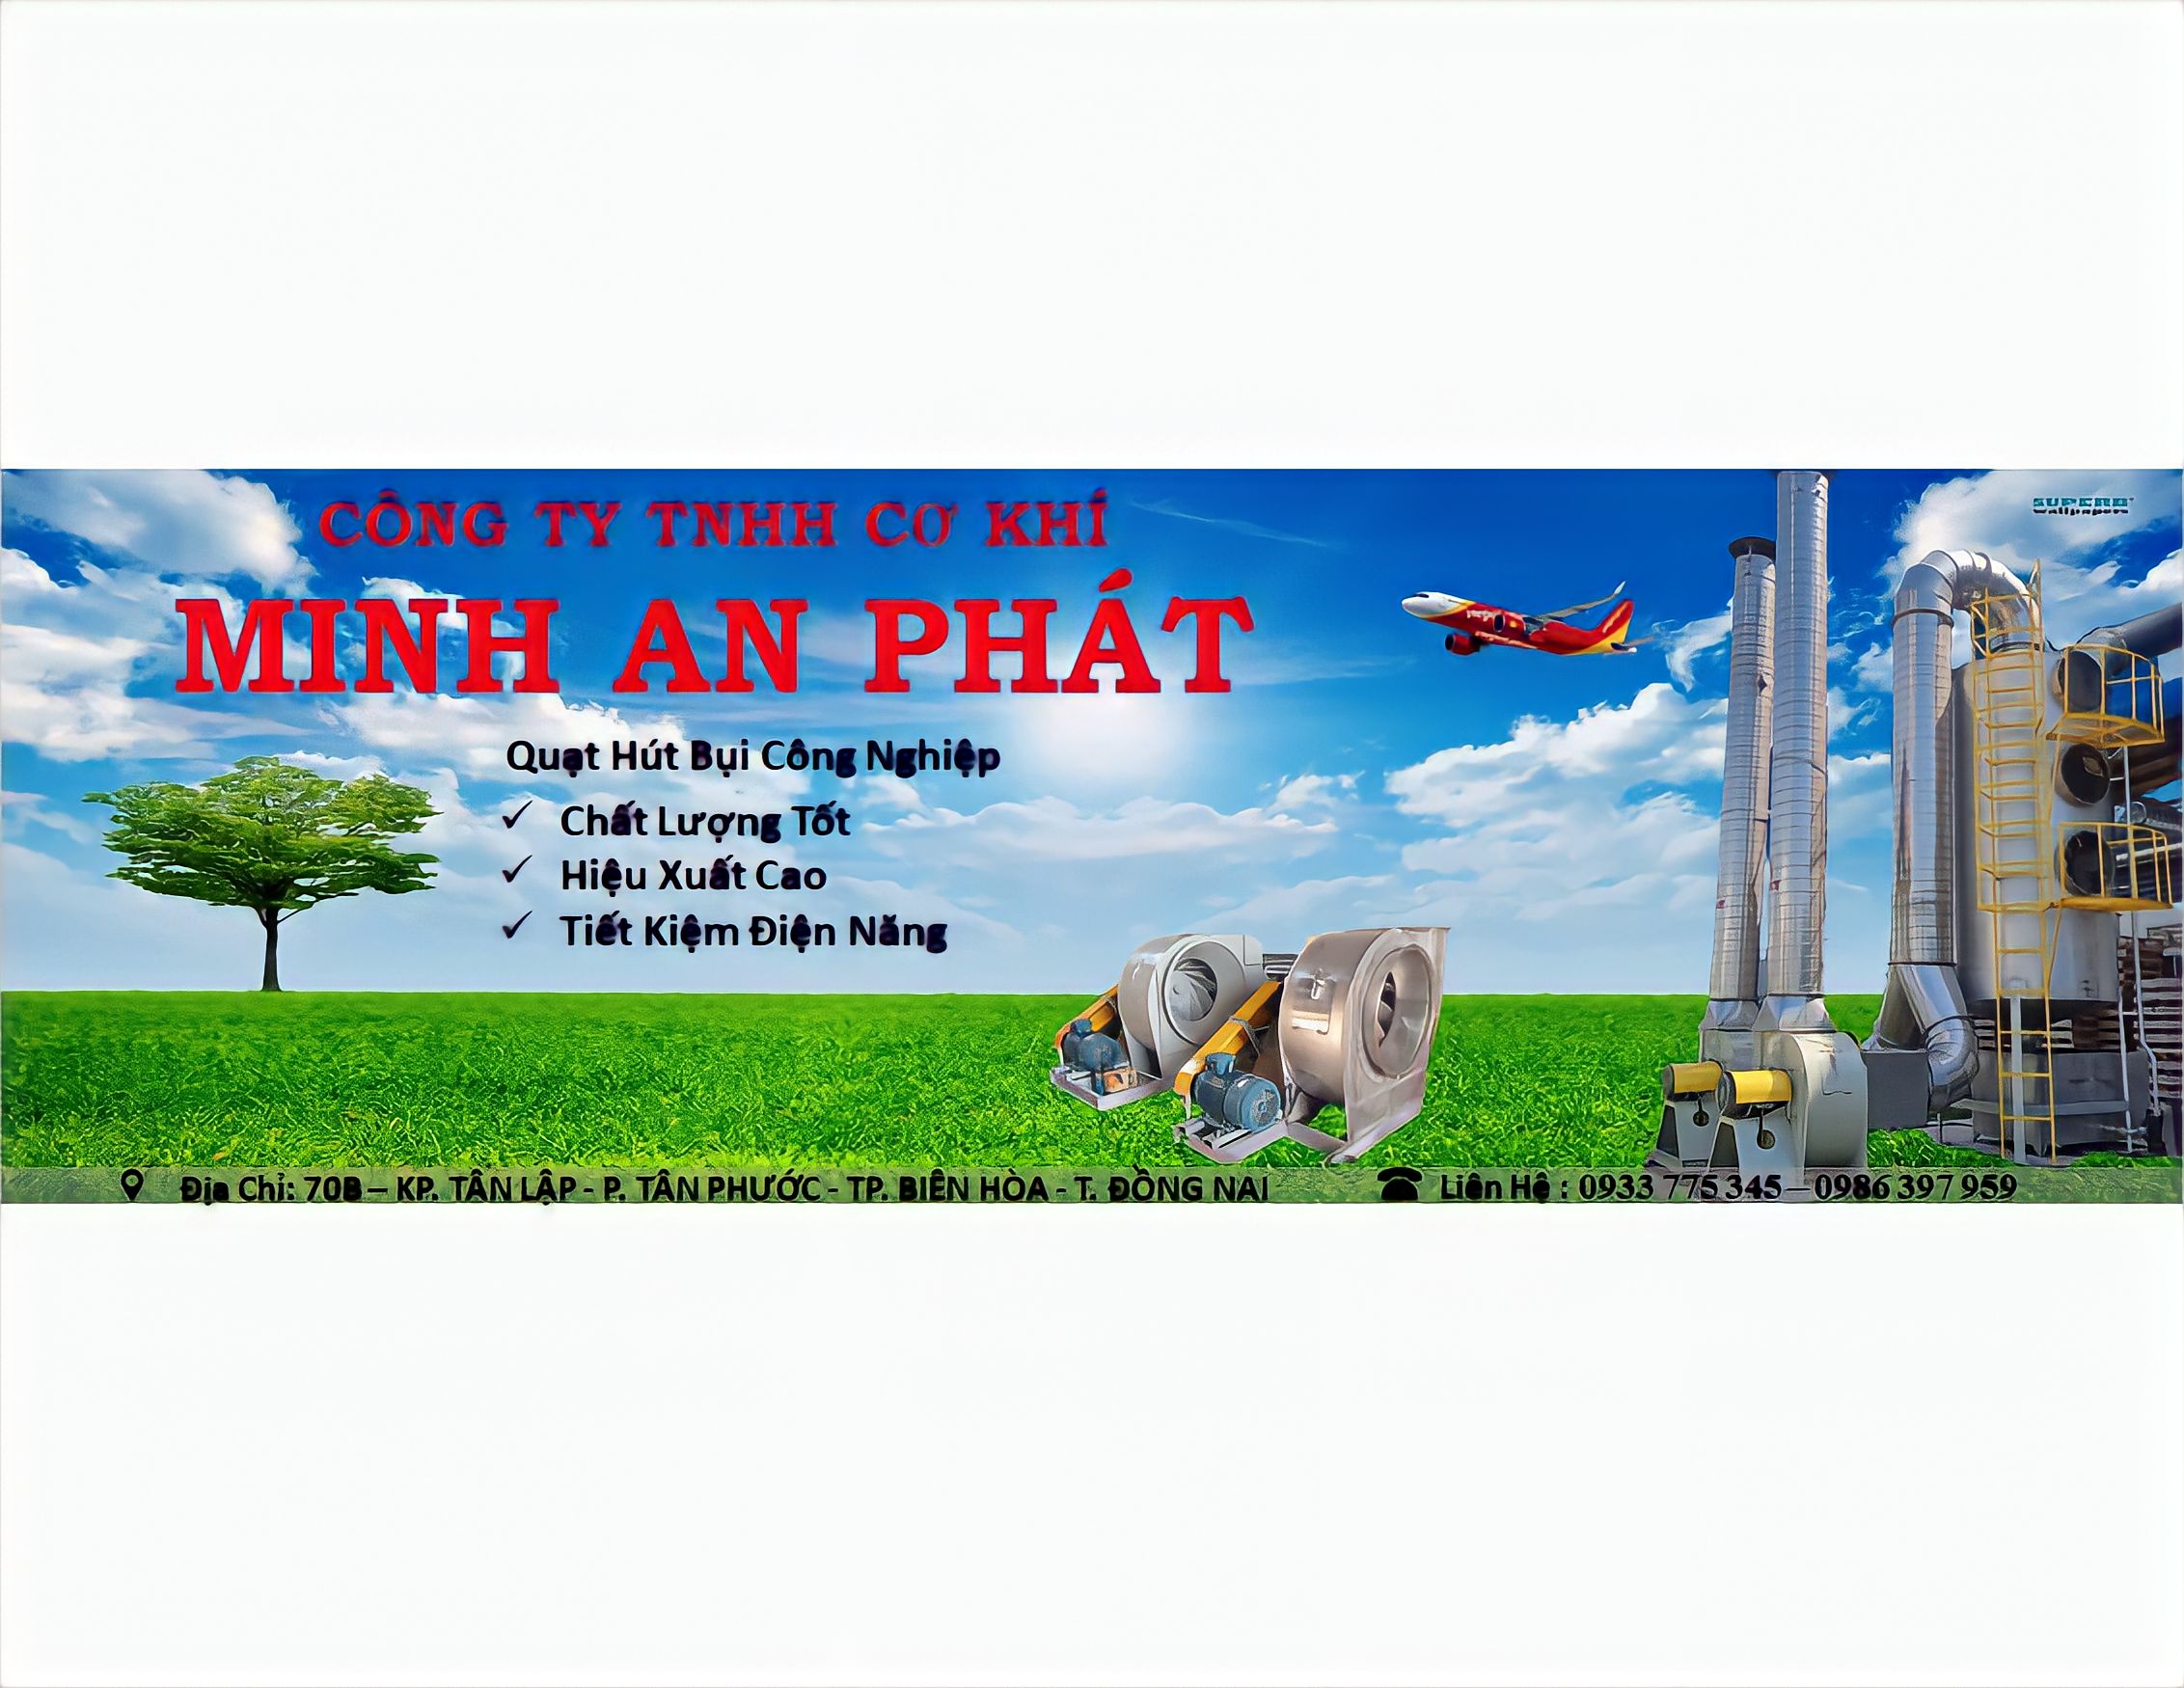 CÔNG TY TNHH CƠ KHÍ
MINH AN PHÁT
Quạt Hút Bụi Công Nghiệp
✓ Chất Lượng Tốt
✓ Hiệu Xuất Cao
✓ Tiết Kiệm Điện Năng
Địa Chỉ: 70B – KP. TÂN LẬP - P. TÂN PHƯỚC - TP. BIÊN HÒA - T. ĐỒNG NAI
Liên Hệ : 0933 775 345 – 0986 397 959